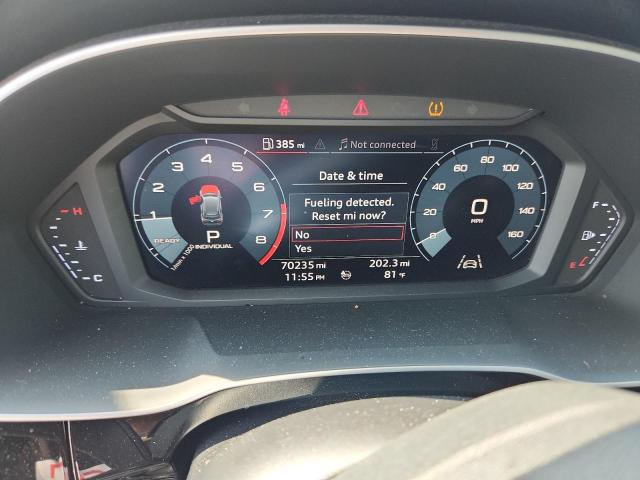 385 mi Not connected
Date & time
Fueling detected.
Reset mi now?
No
Yes
70235 mi 202.3 mi
11:55 PM 81 °F
1 2 3 4 5 6 7 8
READY
P
INDIVIDUAL
1/min x 1000
0 20 40 60 80 100 120 140 160
0
MPH
H
C
F
E